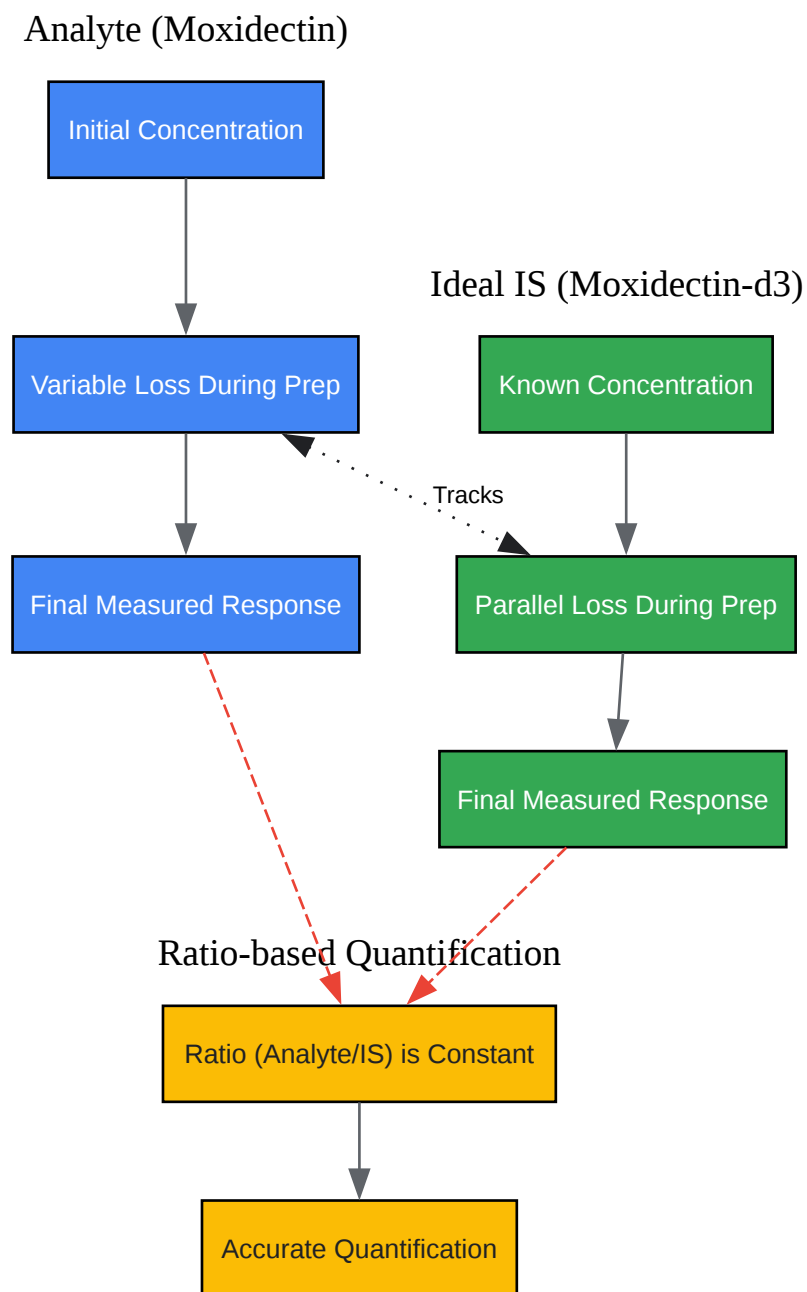 Analyte (Moxidectin)
Initial Concentration
Ideal IS (Moxidectin-d3)
Variable Loss During Prep
Known Concentration
Tracks
Final Measured Response
Parallel Loss During Prep
Final Measured Response
Ratio-based Quantification
Ratio (Analyte/IS) is Constant
Accurate Quantification